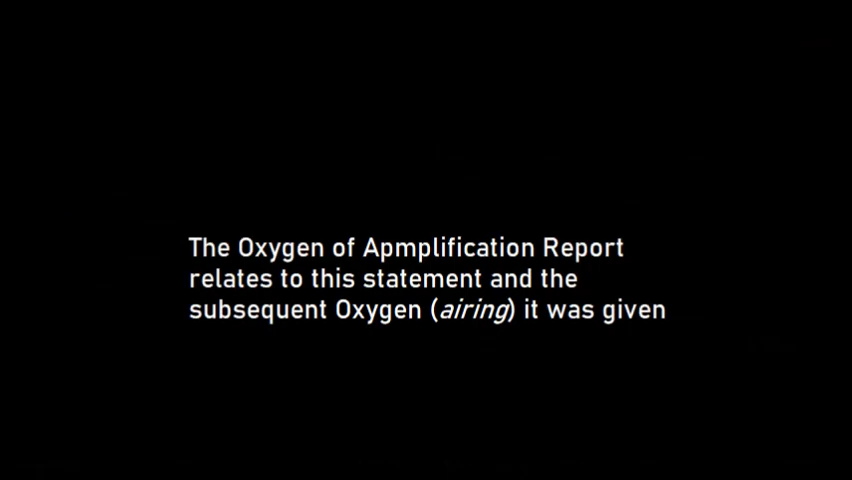 The Oxygen of Apmplification Report
relates to this statement and the
subsequent Oxygen (airing) it was given